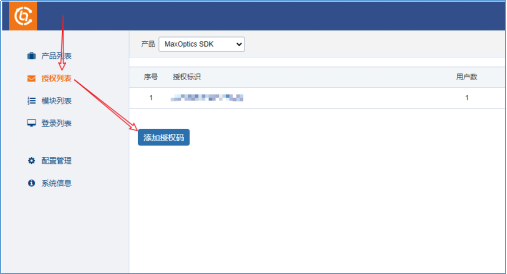 产品 MaxOptics SDK
产品列表
授权列表
模块列表
登录列表
配置管理
系统信息
序号 授权标识 用户数
1 1
添加授权码